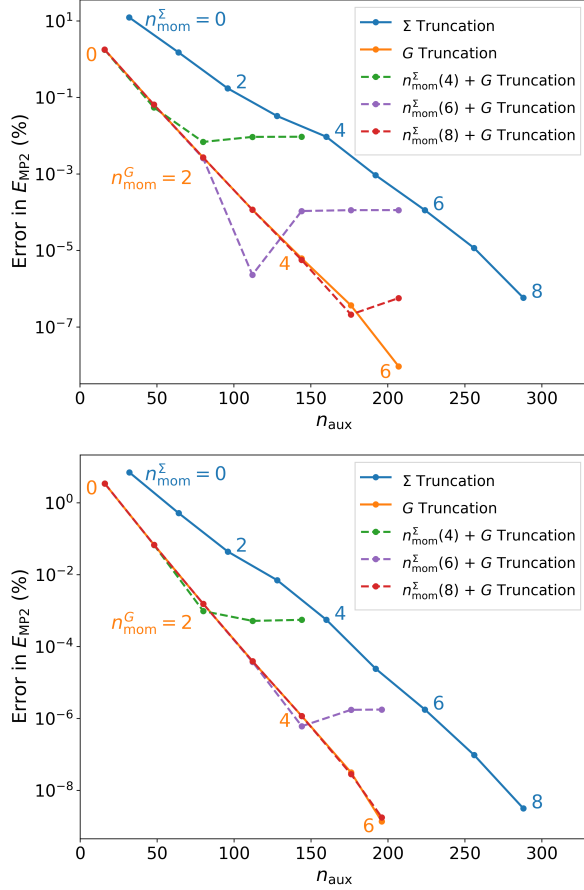 10¹
10⁻¹
10⁻³
10⁻⁵
10⁻⁷
Error in E_MP2 (%)
n^Σ_mom = 0
2
4
6
8
0
n^G_mom = 2
4
6
Σ Truncation
G Truncation
n^Σ_mom(4) + G Truncation
n^Σ_mom(6) + G Truncation
n^Σ_mom(8) + G Truncation
0 50 100 150 200 250 300
n_aux
10⁰
10⁻²
10⁻⁴
10⁻⁶
10⁻⁸
Error in E_MP2 (%)
n^Σ_mom = 0
2
4
6
8
0
n^G_mom = 2
4
6
Σ Truncation
G Truncation
n^Σ_mom(4) + G Truncation
n^Σ_mom(6) + G Truncation
n^Σ_mom(8) + G Truncation
0 50 100 150 200 250 300
n_aux